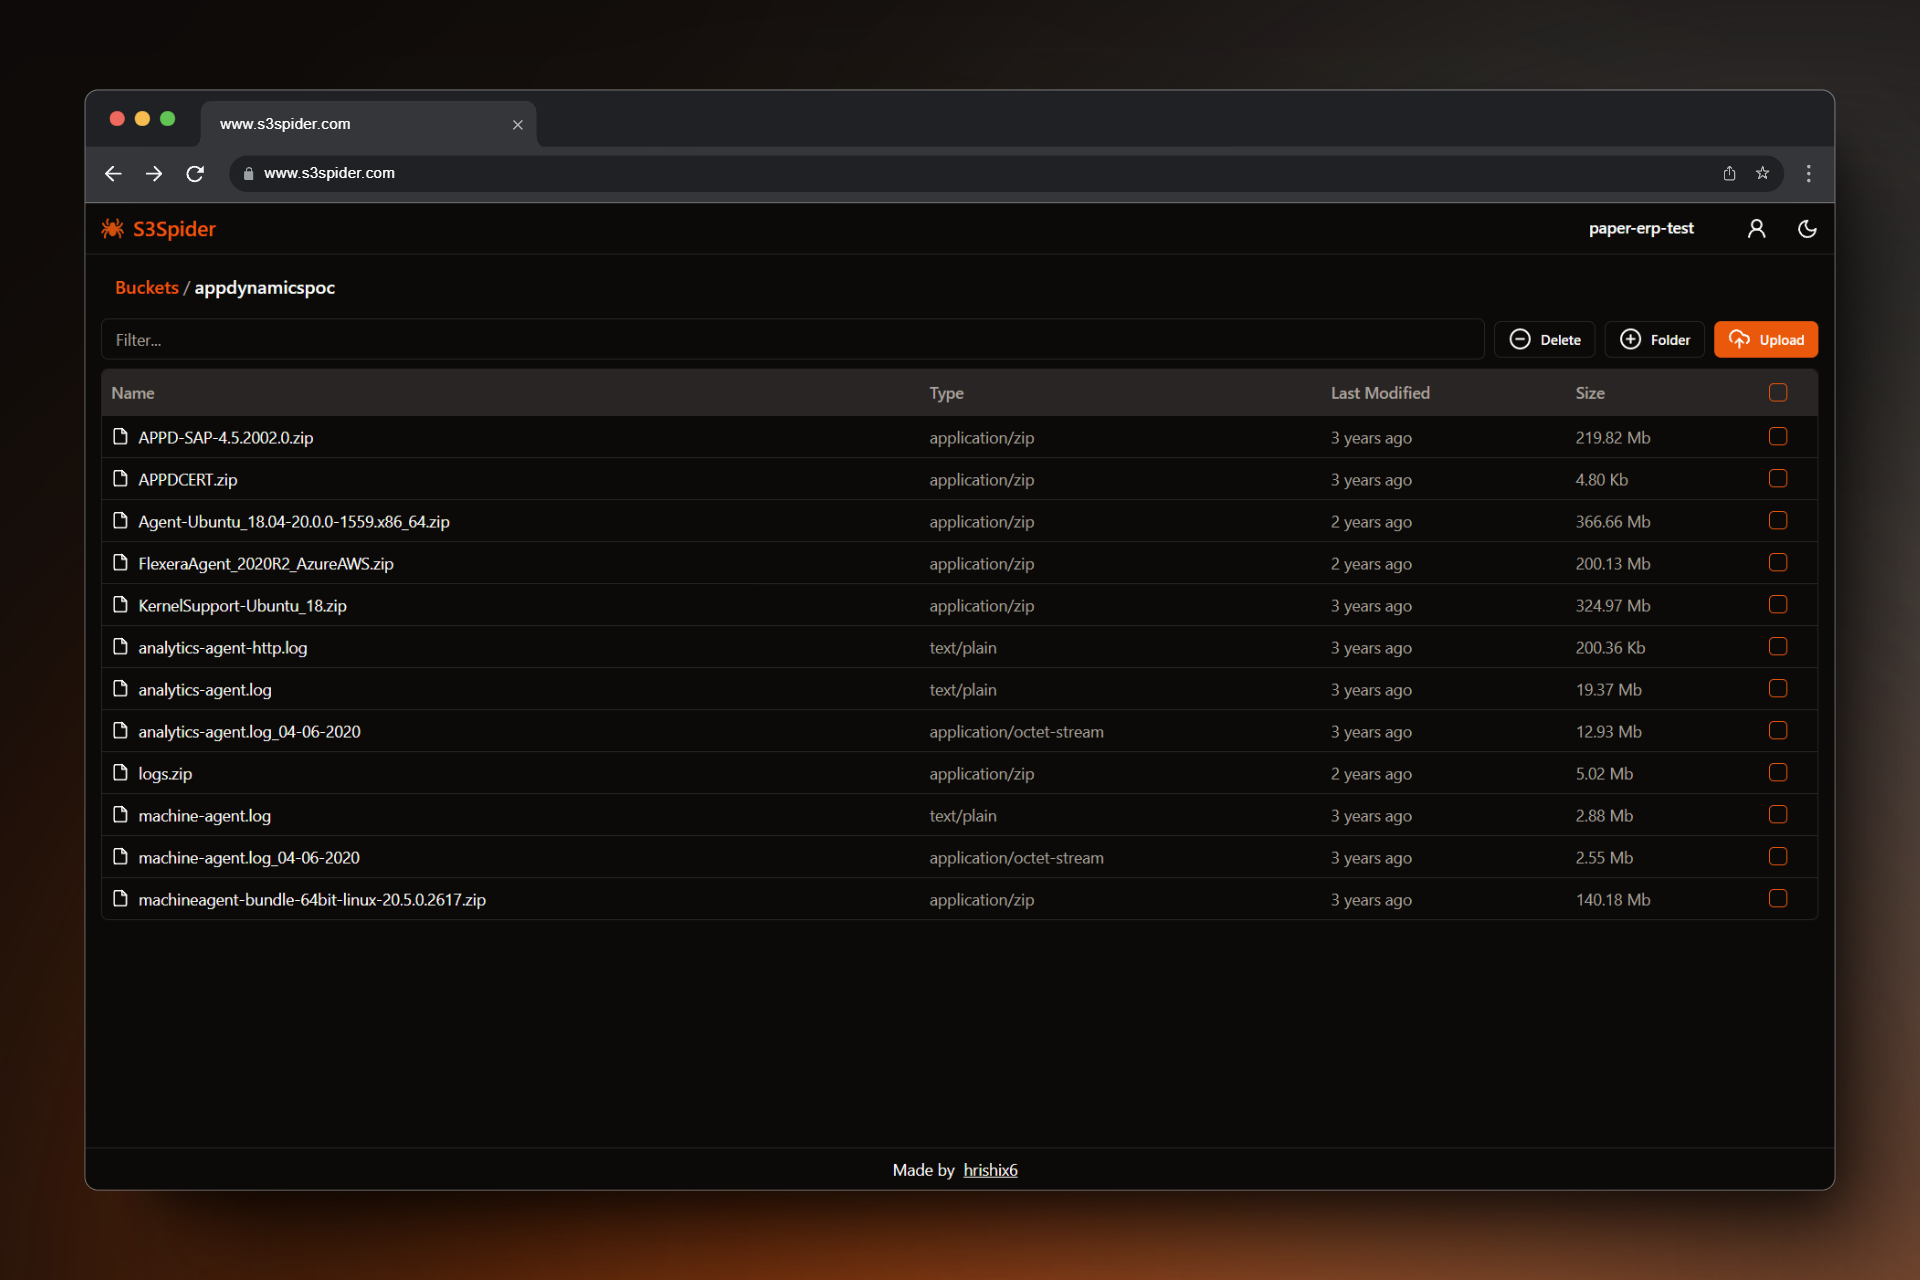 www.s3spider.com
www.s3spider.com
S3Spider paper-erp-test
Buckets / appdynamicspoc
Filter... Delete Folder Upload
Name Type Last Modified Size
APPD-SAP-4.5.2002.0.zip application/zip 3 years ago 219.82 Mb
APPDCERT.zip application/zip 3 years ago 4.80 Kb
Agent-Ubuntu_18.04-20.0.0-1559.x86_64.zip application/zip 2 years ago 366.66 Mb
FlexeraAgent_2020R2_AzureAWS.zip application/zip 2 years ago 200.13 Mb
KernelSupport-Ubuntu_18.zip application/zip 3 years ago 324.97 Mb
analytics-agent-http.log text/plain 3 years ago 200.36 Kb
analytics-agent.log text/plain 3 years ago 19.37 Mb
analytics-agent.log_04-06-2020 application/octet-stream 3 years ago 12.93 Mb
logs.zip application/zip 2 years ago 5.02 Mb
machine-agent.log text/plain 3 years ago 2.88 Mb
machine-agent.log_04-06-2020 application/octet-stream 3 years ago 2.55 Mb
machineagent-bundle-64bit-linux-20.5.0.2617.zip application/zip 3 years ago 140.18 Mb
Made by hrishix6